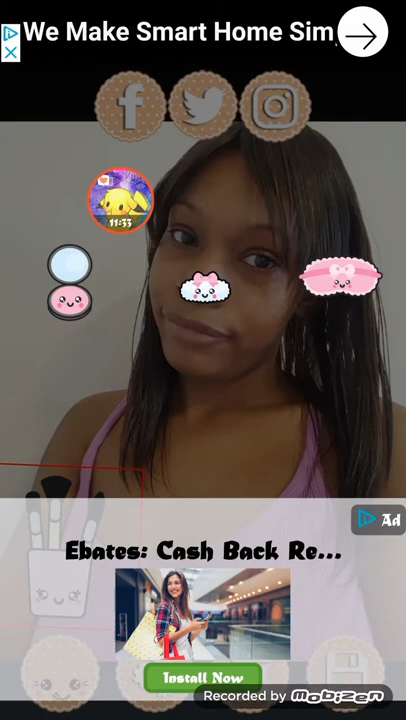 We Make Smart Home Sim
11:33
Ad
Ebates: Cash Back Re...
Install Now
Recorded by mobizen